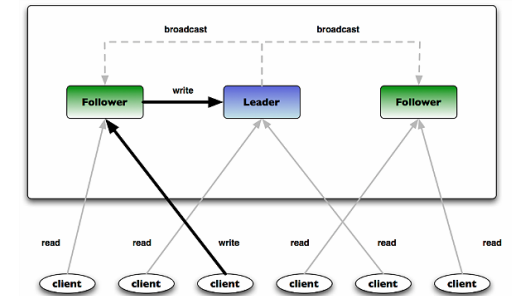 broadcast
broadcast
write
Follower
Leader
Follower
read
read
write
read
read
read
client
client
client
client
client
client